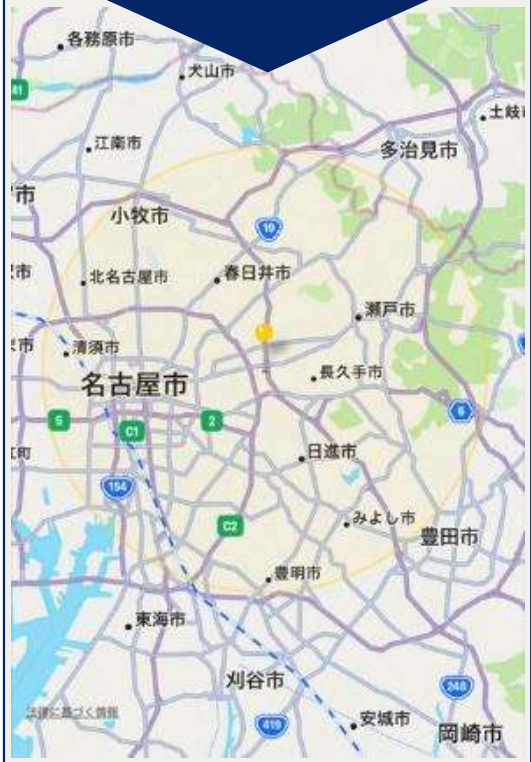 各務原市
犬山市
41
土岐
江南市
多治見市
市
小牧市
19
市
北名古屋市
春日井市
瀬戸市
市
清須市
長久手市
名古屋市
5
C1
2
6
町
日進市
154
みよし市
C2
豊田市
豊明市
東海市
刈谷市
248
法律に基づく情報
419
安城市
岡崎市